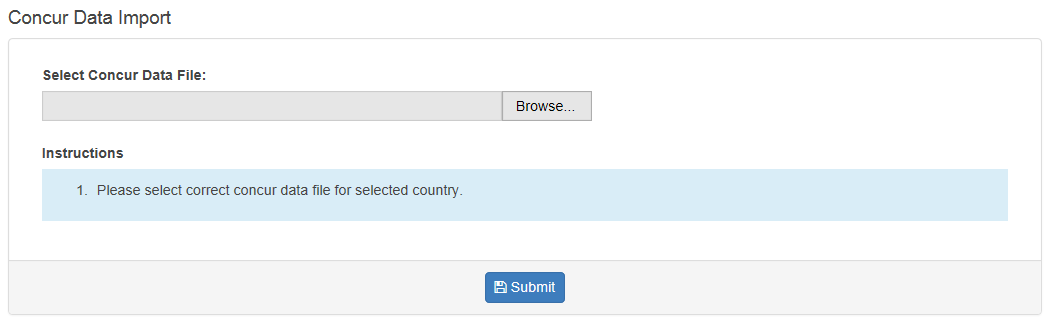 Concur Data Import
Select Concur Data File:
Browse...
Instructions
1. Please select correct concur data file for selected country.
Submit